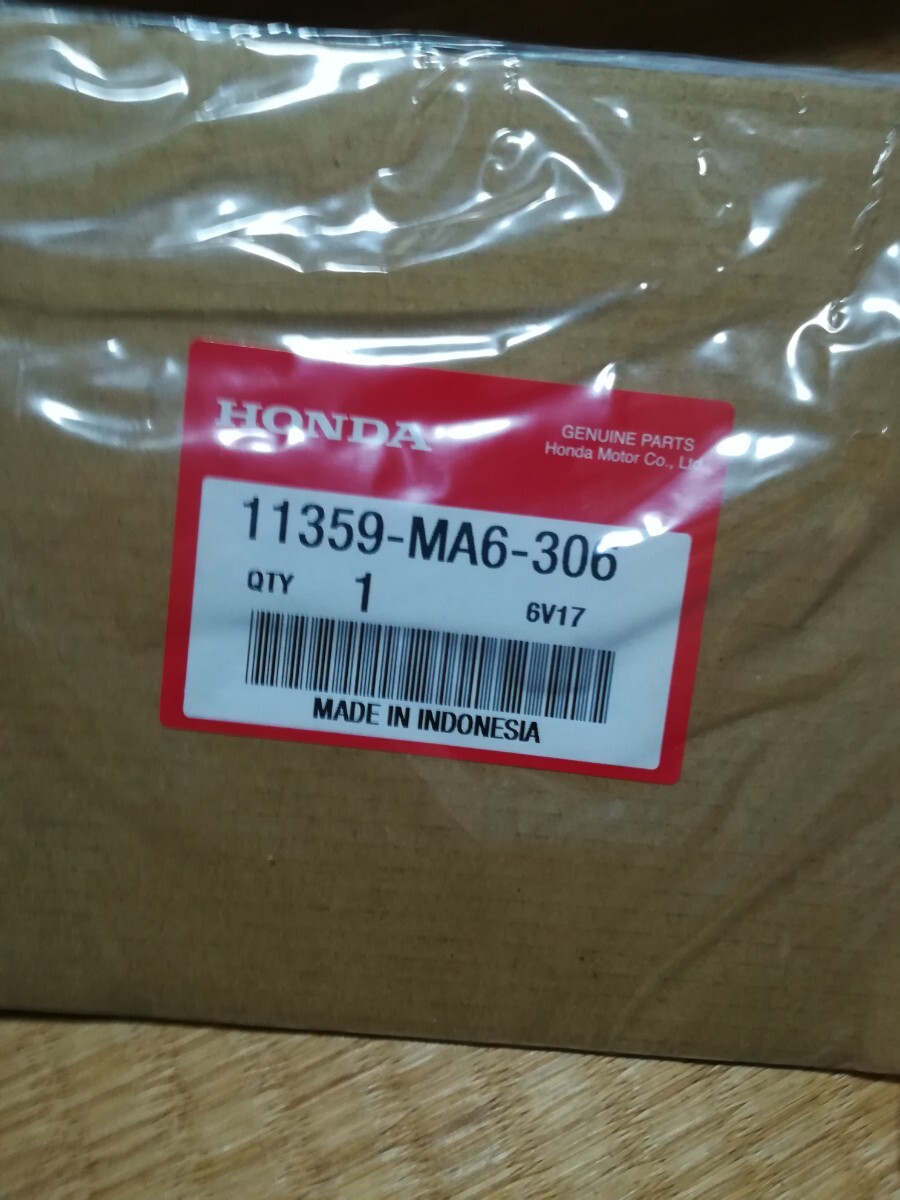 HONDA
GENUINE PARTS
Honda Motor Co., Ltd.
11359-MA6-306
QTY 1 6V17
MADE IN INDONESIA